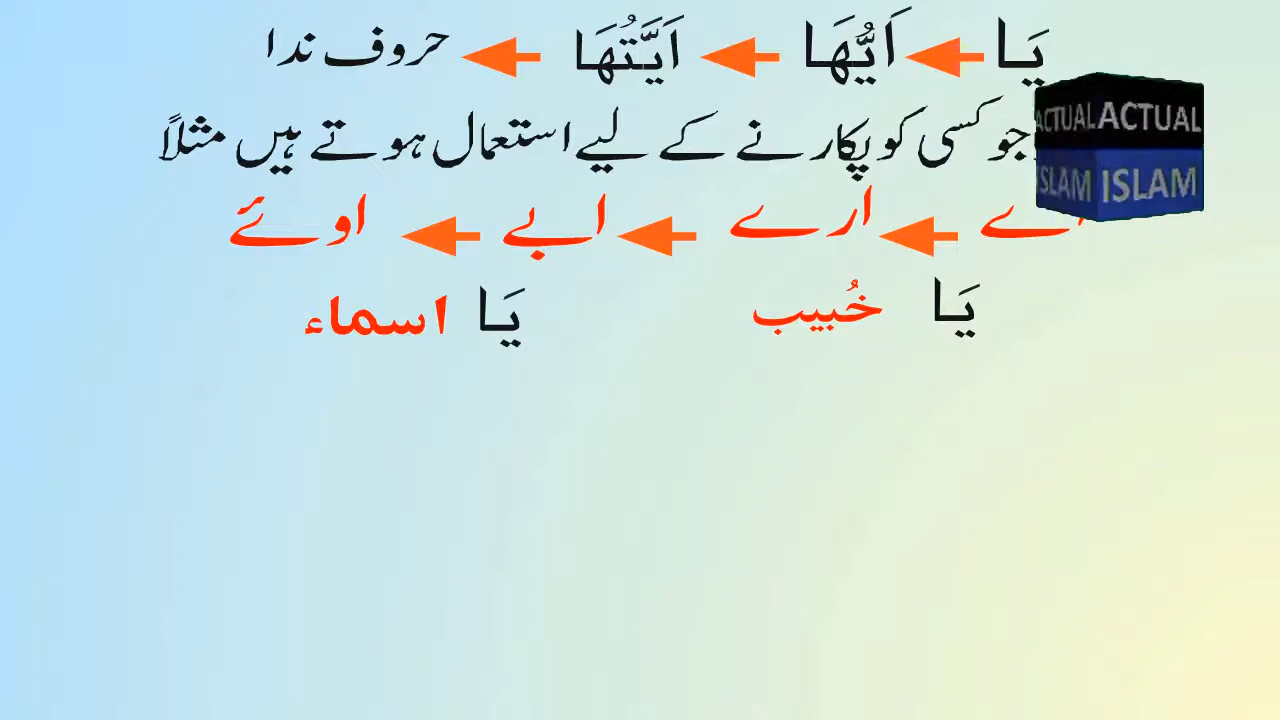 یَا اَیُّھَا اَیَّتُھَا حروف ندا
جو کسی کو پکارنے کے لیے استعمال ہوتے ہیں مثلاً
اے ارے ابے اوئے
یَا خُبیب یَا اسماء
ACTUAL ACTUAL
ISLAM ISLAM